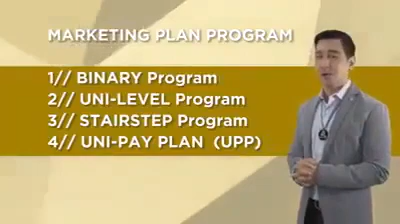 MARKETING PLAN PROGRAM
1// BINARY Program
2// UNI-LEVEL Program
3// STAIRSTEP Program
4// UNI-PAY PLAN (UPP)